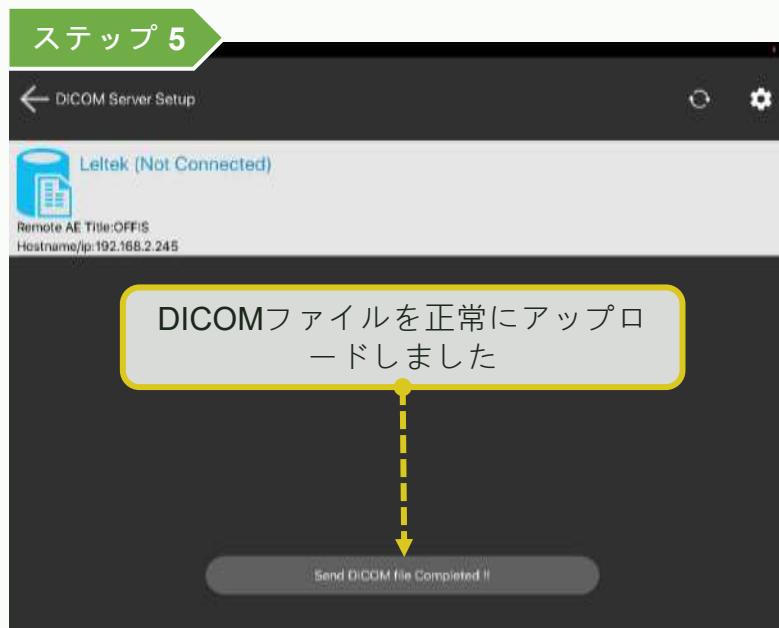 ステップ 5
DICOM Server Setup
Leltek (Not Connected)
Remote AE Title:OFFIS
Hostname/ip:192.168.2.245
DICOMファイルを正常にアップロ
ードしました
Send DICOM file Completed !!